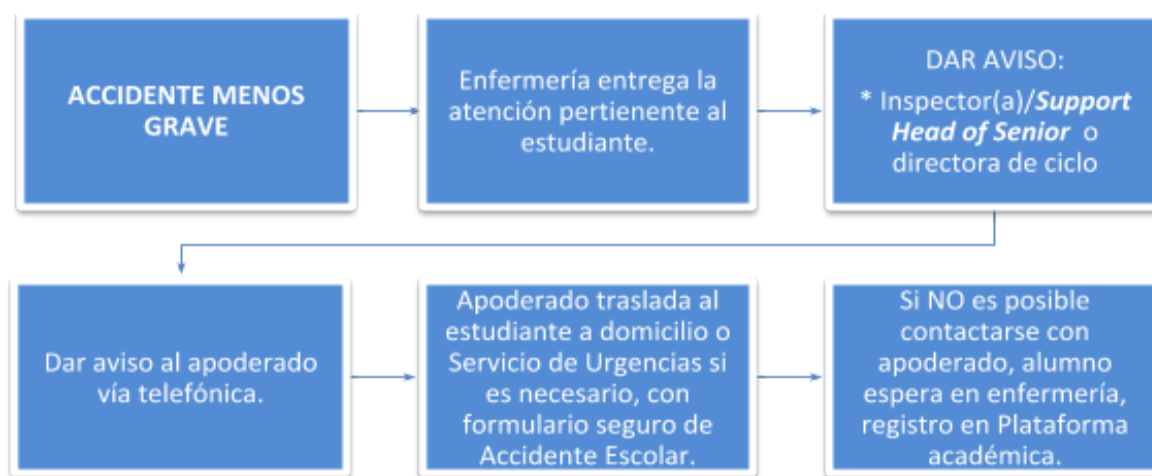 ACCIDENTE MENOS
GRAVE
Enfermería entrega la
atención pertienente al
estudiante.
DAR AVISO:
* Inspector(a)/Support
Head of Senior o
directora de ciclo
Dar aviso al apoderado
vía telefónica.
Apoderado traslada al
estudiante a domicilio o
Servicio de Urgencias si
es necesario, con
formulario seguro de
Accidente Escolar.
Si NO es posible
contactarse con
apoderado, alumno
espera en enfermería,
registro en Plataforma
académica.